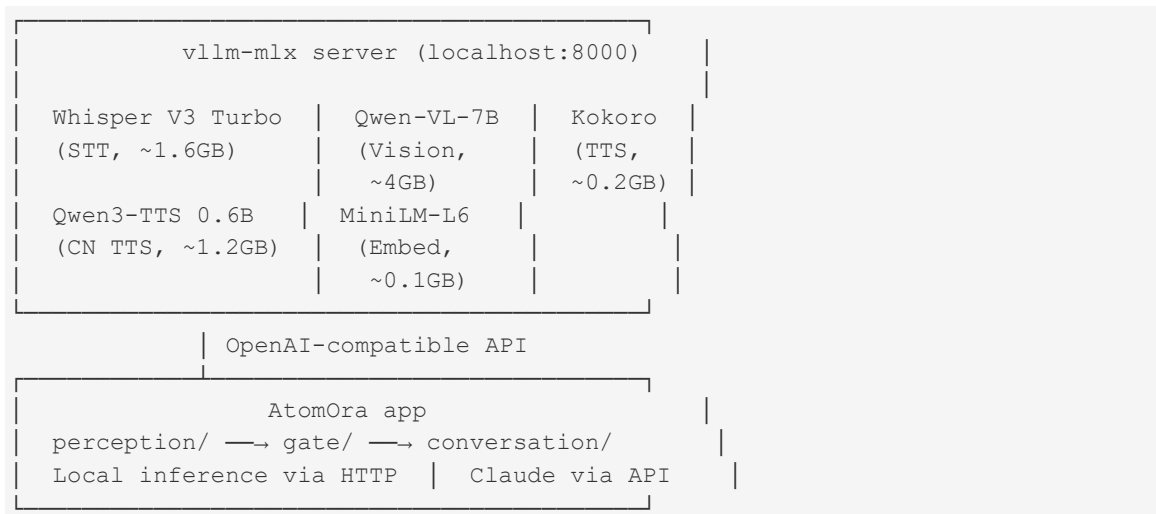 vllm-mlx server (localhost:8000)
Whisper V3 Turbo │ Qwen-VL-7B │ Kokoro
(STT, ~1.6GB) │ (Vision, │ (TTS,
│ ~4GB) │ ~0.2GB)
Qwen3-TTS 0.6B │ MiniLM-L6 │
(CN TTS, ~1.2GB) │ (Embed, │
│ ~0.1GB) │
│ OpenAI-compatible API
AtomOra app
perception/ ──→ gate/ ──→ conversation/
Local inference via HTTP │ Claude via API